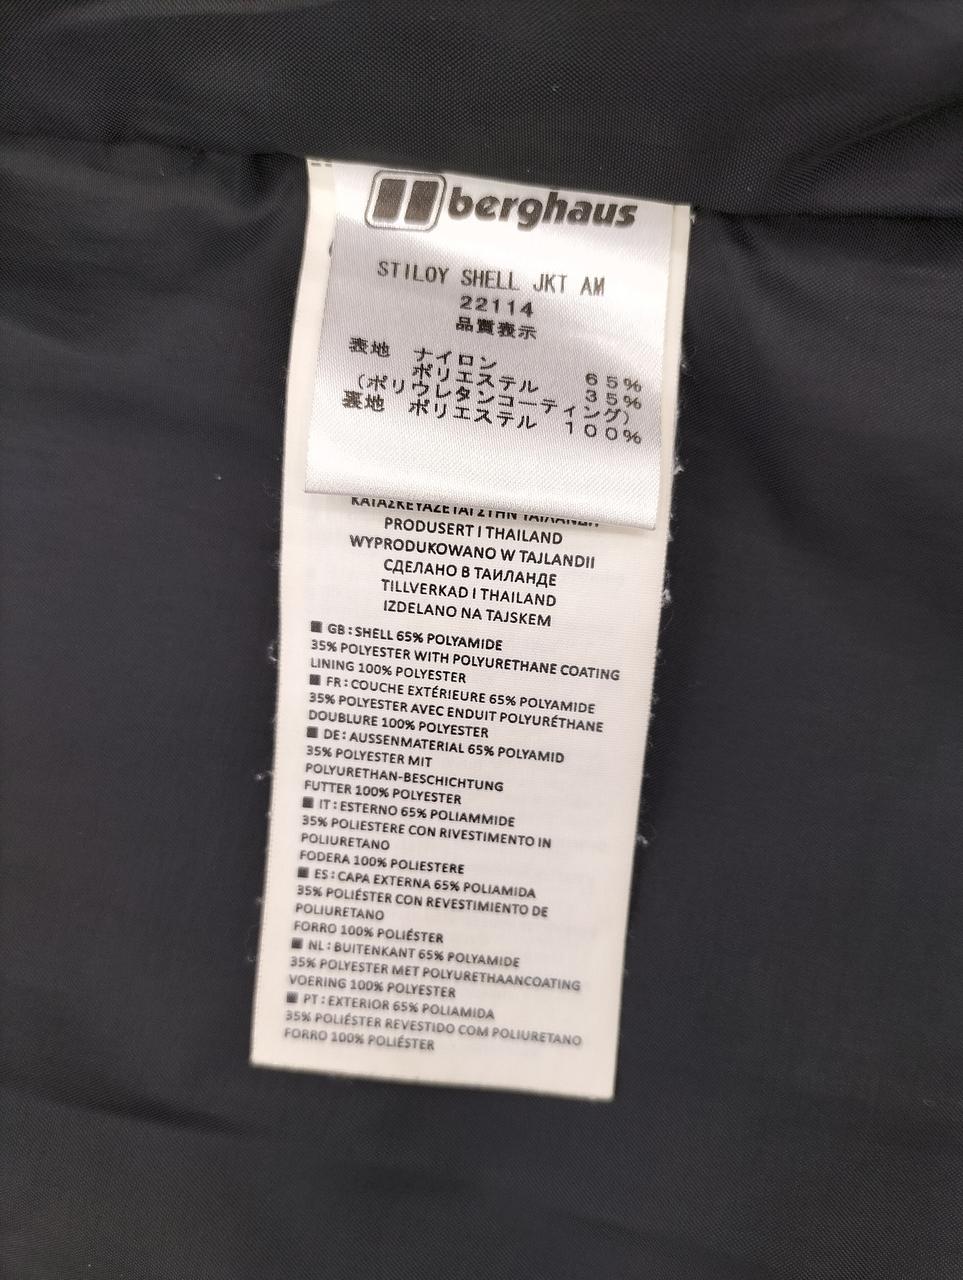 berghaus
STILOY SHELL JKT AM
22114
品質表示
表地 ナイロン 65%
ポリエステル 35%
(ポリウレタンコーティング)
裏地 ポリエステル 100%
PRODUSERT I THAILAND
WYPRODUKOWANO W TAJLANDII
СДЕЛАНО В ТАИЛАНДЕ
TILLVERKAD I THAILAND
IZDELANO NA TAJSKEM
■ GB : SHELL 65% POLYAMIDE
35% POLYESTER WITH POLYURETHANE COATING
LINING 100% POLYESTER
■ FR : COUCHE EXTÉRIEURE 65% POLYAMIDE
35% POLYESTER AVEC ENDUIT POLYURÉTHANE
DOUBLURE 100% POLYESTER
■ DE : AUSSENMATERIAL 65% POLYAMID
35% POLYESTER MIT
POLYURETHAN-BESCHICHTUNG
FUTTER 100% POLYESTER
■ IT : ESTERNO 65% POLIAMMIDE
35% POLIESTERE CON RIVESTIMENTO IN
POLIURETANO
FODERA 100% POLIESTERE
■ ES : CAPA EXTERNA 65% POLIAMIDA
35% POLIÉSTER CON REVESTIMIENTO DE
POLIURETANO
FORRO 100% POLIÉSTER
■ NL : BUITENKANT 65% POLYAMIDE
35% POLYESTER MET POLYURETHAANCOATING
VOERING 100% POLYESTER
■ PT : EXTERIOR 65% POLIAMIDA
35% POLIÉSTER REVESTIDO COM POLIURETANO
FORRO 100% POLIÉSTER